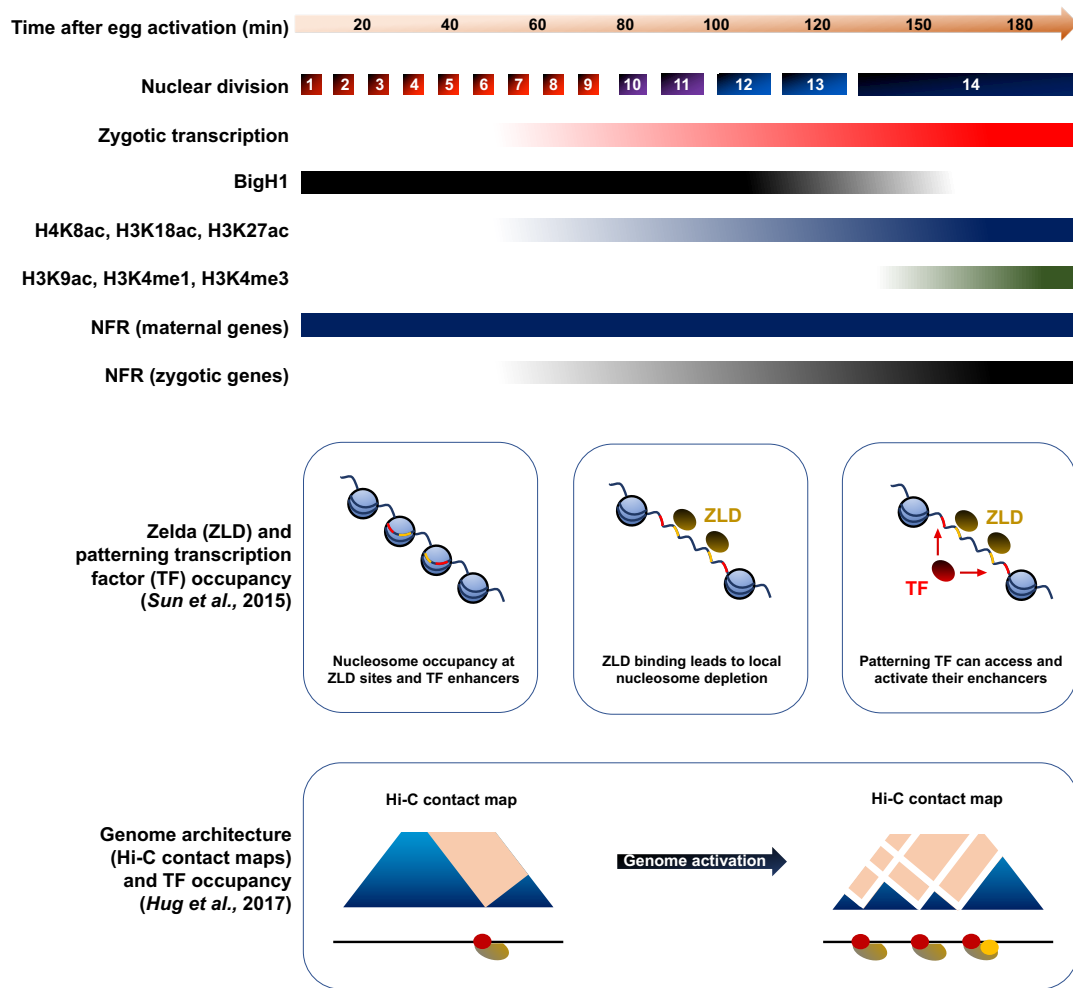 Time after egg activation (min)
20 40 60 80 100 120 150 180
Nuclear division
1 2 3 4 5 6 7 8 9 10 11 12 13 14
Zygotic transcription
BigH1
H4K8ac, H3K18ac, H3K27ac
H3K9ac, H3K4me1, H3K4me3
NFR (maternal genes)
NFR (zygotic genes)
Zelda (ZLD) and
patterning transcription
factor (TF) occupancy
(Sun et al., 2015)
Nucleosome occupancy at
ZLD sites and TF enhancers
ZLD
ZLD binding leads to local
nucleosome depletion
ZLD
TF
Patterning TF can access and
activate their enchancers
Genome architecture
(Hi-C contact maps)
and TF occupancy
(Hug et al., 2017)
Hi-C contact map
Genome activation
Hi-C contact map